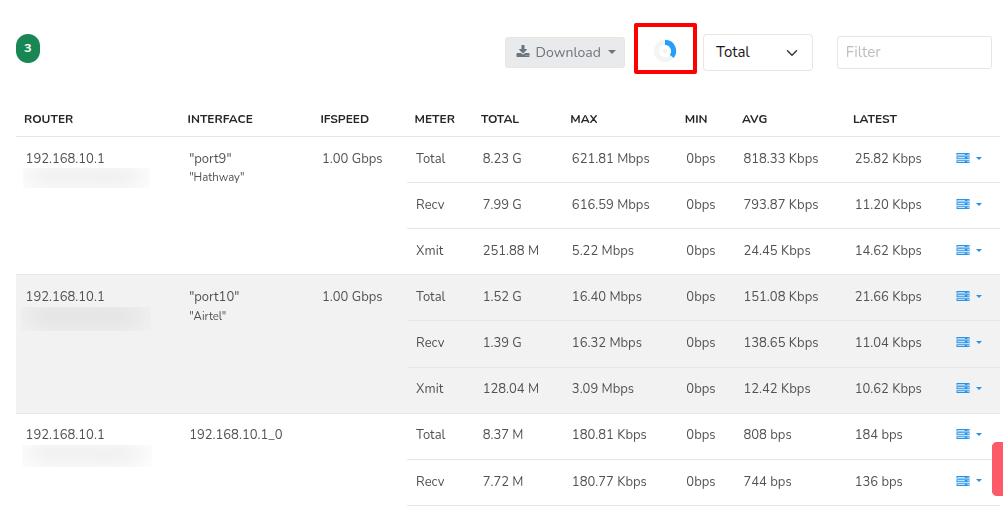 3
Download
Total
Filter
ROUTER INTERFACE IFSPEED METER TOTAL MAX MIN AVG LATEST
192.168.10.1 "port9" 1.00 Gbps Total 8.23 G 621.81 Mbps 0bps 818.33 Kbps 25.82 Kbps
"Hathway"
Recv 7.99 G 616.59 Mbps 0bps 793.87 Kbps 11.20 Kbps
Xmit 251.88 M 5.22 Mbps 0bps 24.45 Kbps 14.62 Kbps
192.168.10.1 "port10" 1.00 Gbps Total 1.52 G 16.40 Mbps 0bps 151.08 Kbps 21.66 Kbps
"Airtel"
Recv 1.39 G 16.32 Mbps 0bps 138.65 Kbps 11.04 Kbps
Xmit 128.04 M 3.09 Mbps 0bps 12.42 Kbps 10.62 Kbps
192.168.10.1 192.168.10.1_0 Total 8.37 M 180.81 Kbps 0bps 808 bps 184 bps
Recv 7.72 M 180.77 Kbps 0bps 744 bps 136 bps